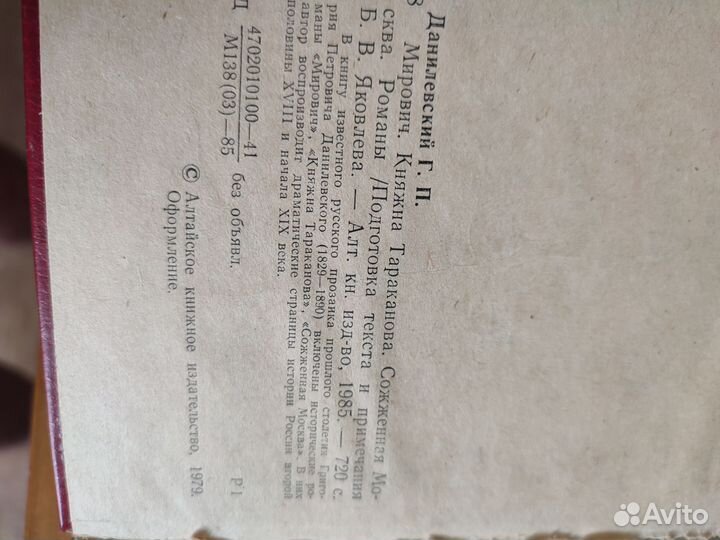 Данилевский Г. П.
Мирович. Княжна Тараканова. Сожженная Мо-
сква. Романы /Подготовка текста и примечания
Б. В. Яковлева. — Алт. кн. изд-во, 1985. — 720 с.
В книгу известного русского прозаика прошлого столетия Григо-
рия Петровича Данилевского (1829—1890) включены исторические ро-
маны «Мирович», «Княжна Тараканова», «Сожженная Москва». В них
автор воспроизводит драматические страницы истории России второй
половины XVIII и начала XIX века.
4702010100—41
М138(03)—85
без объявл.
Р1
© Алтайское книжное издательство, 1979.
Оформление.
Avito